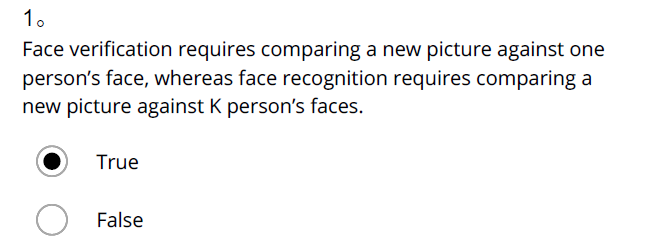 1。
Face verification requires comparing a new picture against one
person’s face, whereas face recognition requires comparing a
new picture against K person’s faces.
True
False